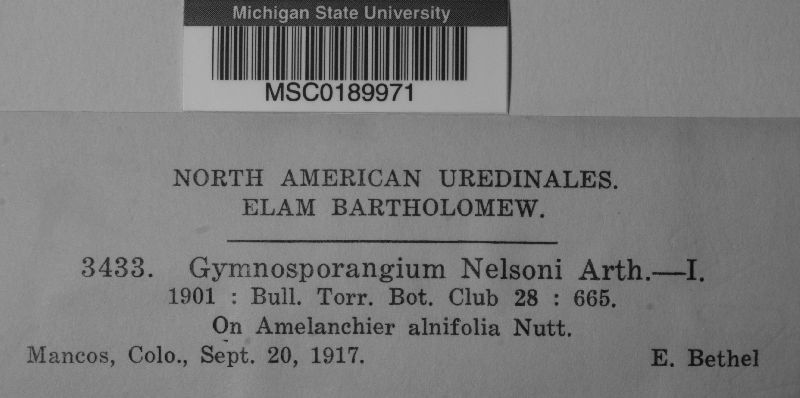 Michigan State University
MSC0189971
NORTH AMERICAN UREDINALES.
ELAM BARTHOLOMEW.
3433. Gymnosporangium Nelsoni Arth.—I.
1901 : Bull. Torr. Bot. Club 28 : 665.
On Amelanchier alnifolia Nutt.
Mancos, Colo., Sept. 20, 1917. E. Bethel